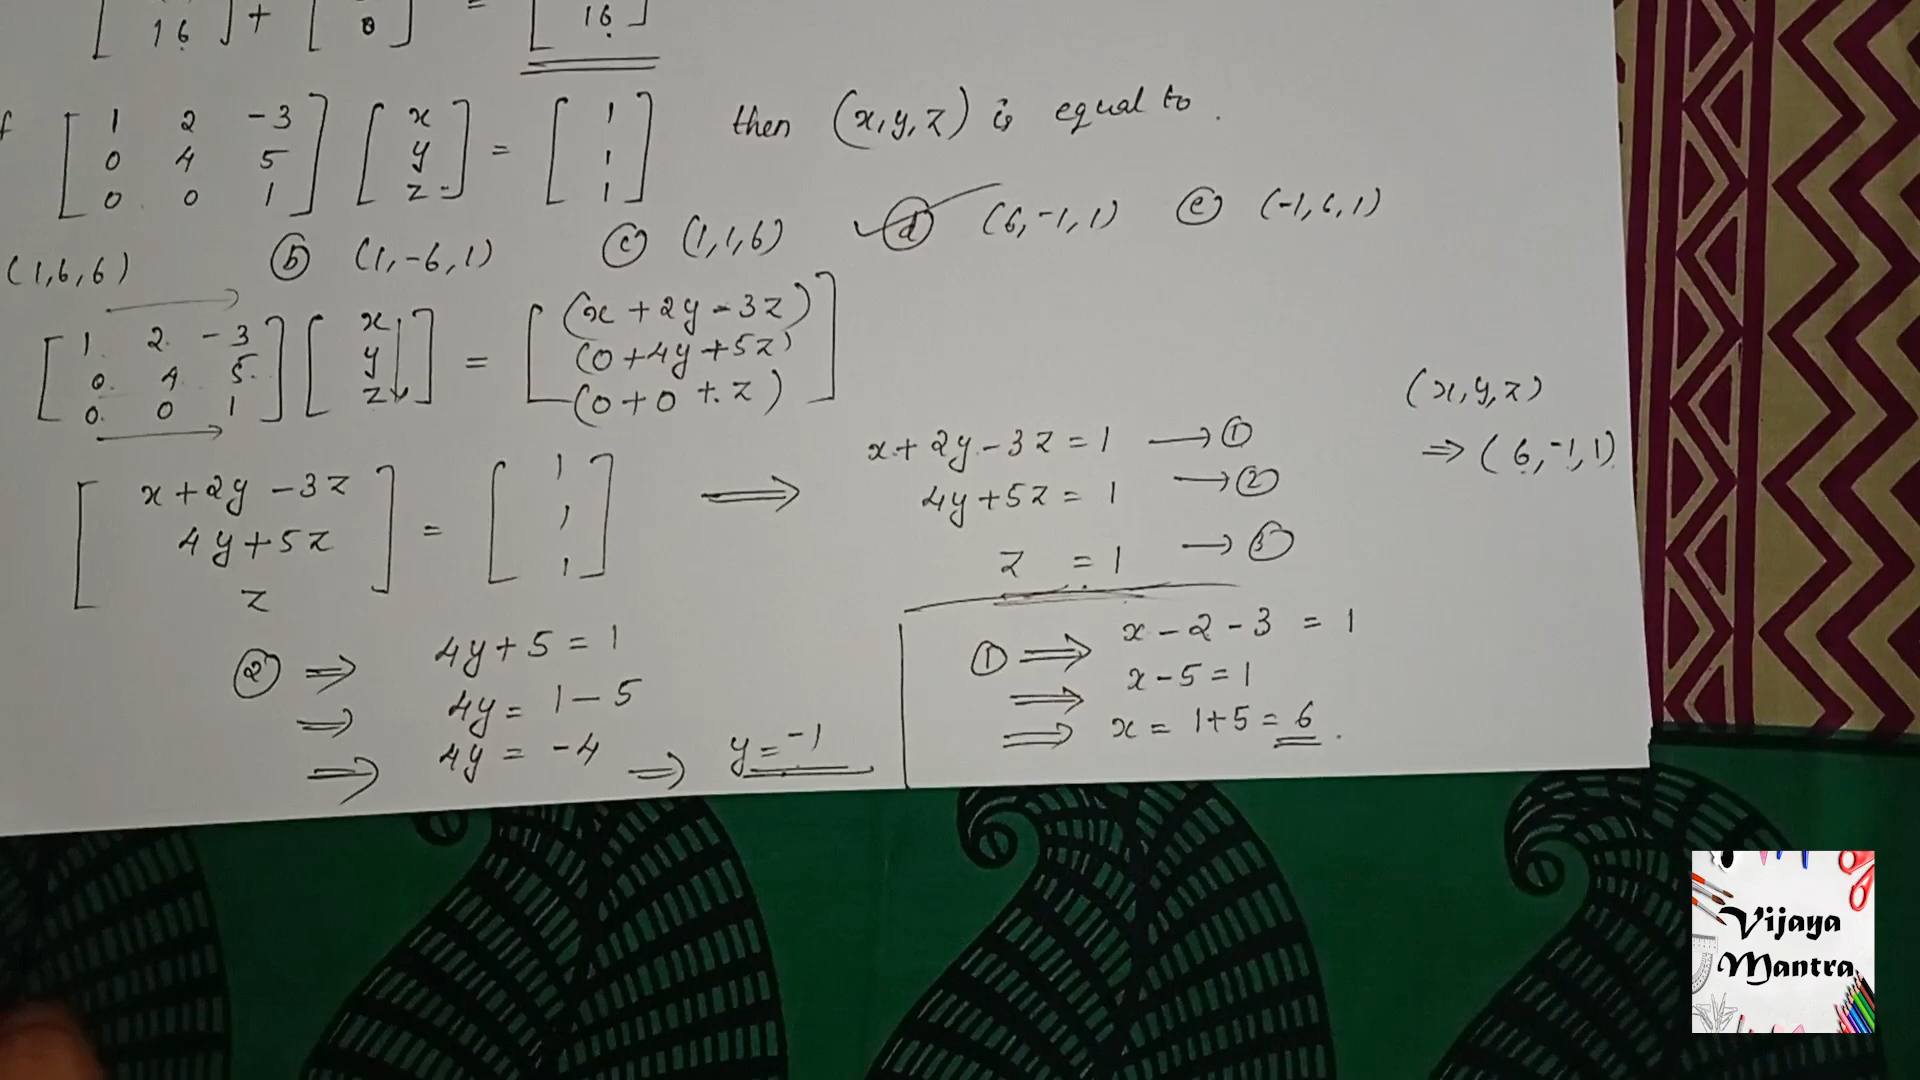 [ 16 ] + [ 0 ] = [ 16 ]
[ 1 2 -3 ] [ x ] = [ 1 ] then (x,y,z) is equal to .
[ 0 4 5 ] [ y ] [ 1 ]
[ 0 0 1 ] [ z ] [ 1 ]
(1,6,6) (b) (1,-6,1) (c) (1,1,6) ✓(d) (6,-1,1) (e) (-1,6,1)
[ 1 2 -3 ] [ x ] = [ (x+2y-3z) ]
[ 0 4 5 ] [ y ] [ (0+4y+5z) ]
[ 0 0 1 ] [ z ] [ (0+0+z) ]
(x,y,z)
⇒ (6,-1,1)
[ x+2y-3z ] = [ 1 ] ⟹ x+2y-3z = 1 → (1)
[ 4y+5z ] [ 1 ] 4y+5z = 1 → (2)
[ z ] [ 1 ] z = 1 → (3)
(2) ⇒ 4y+5 = 1
⇒ 4y = 1-5
⇒ 4y = -4 ⇒ y = -1
(1) ⇒ x-2-3 = 1
⇒ x-5 = 1
⇒ x = 1+5 = 6.
Vijaya
Mantra